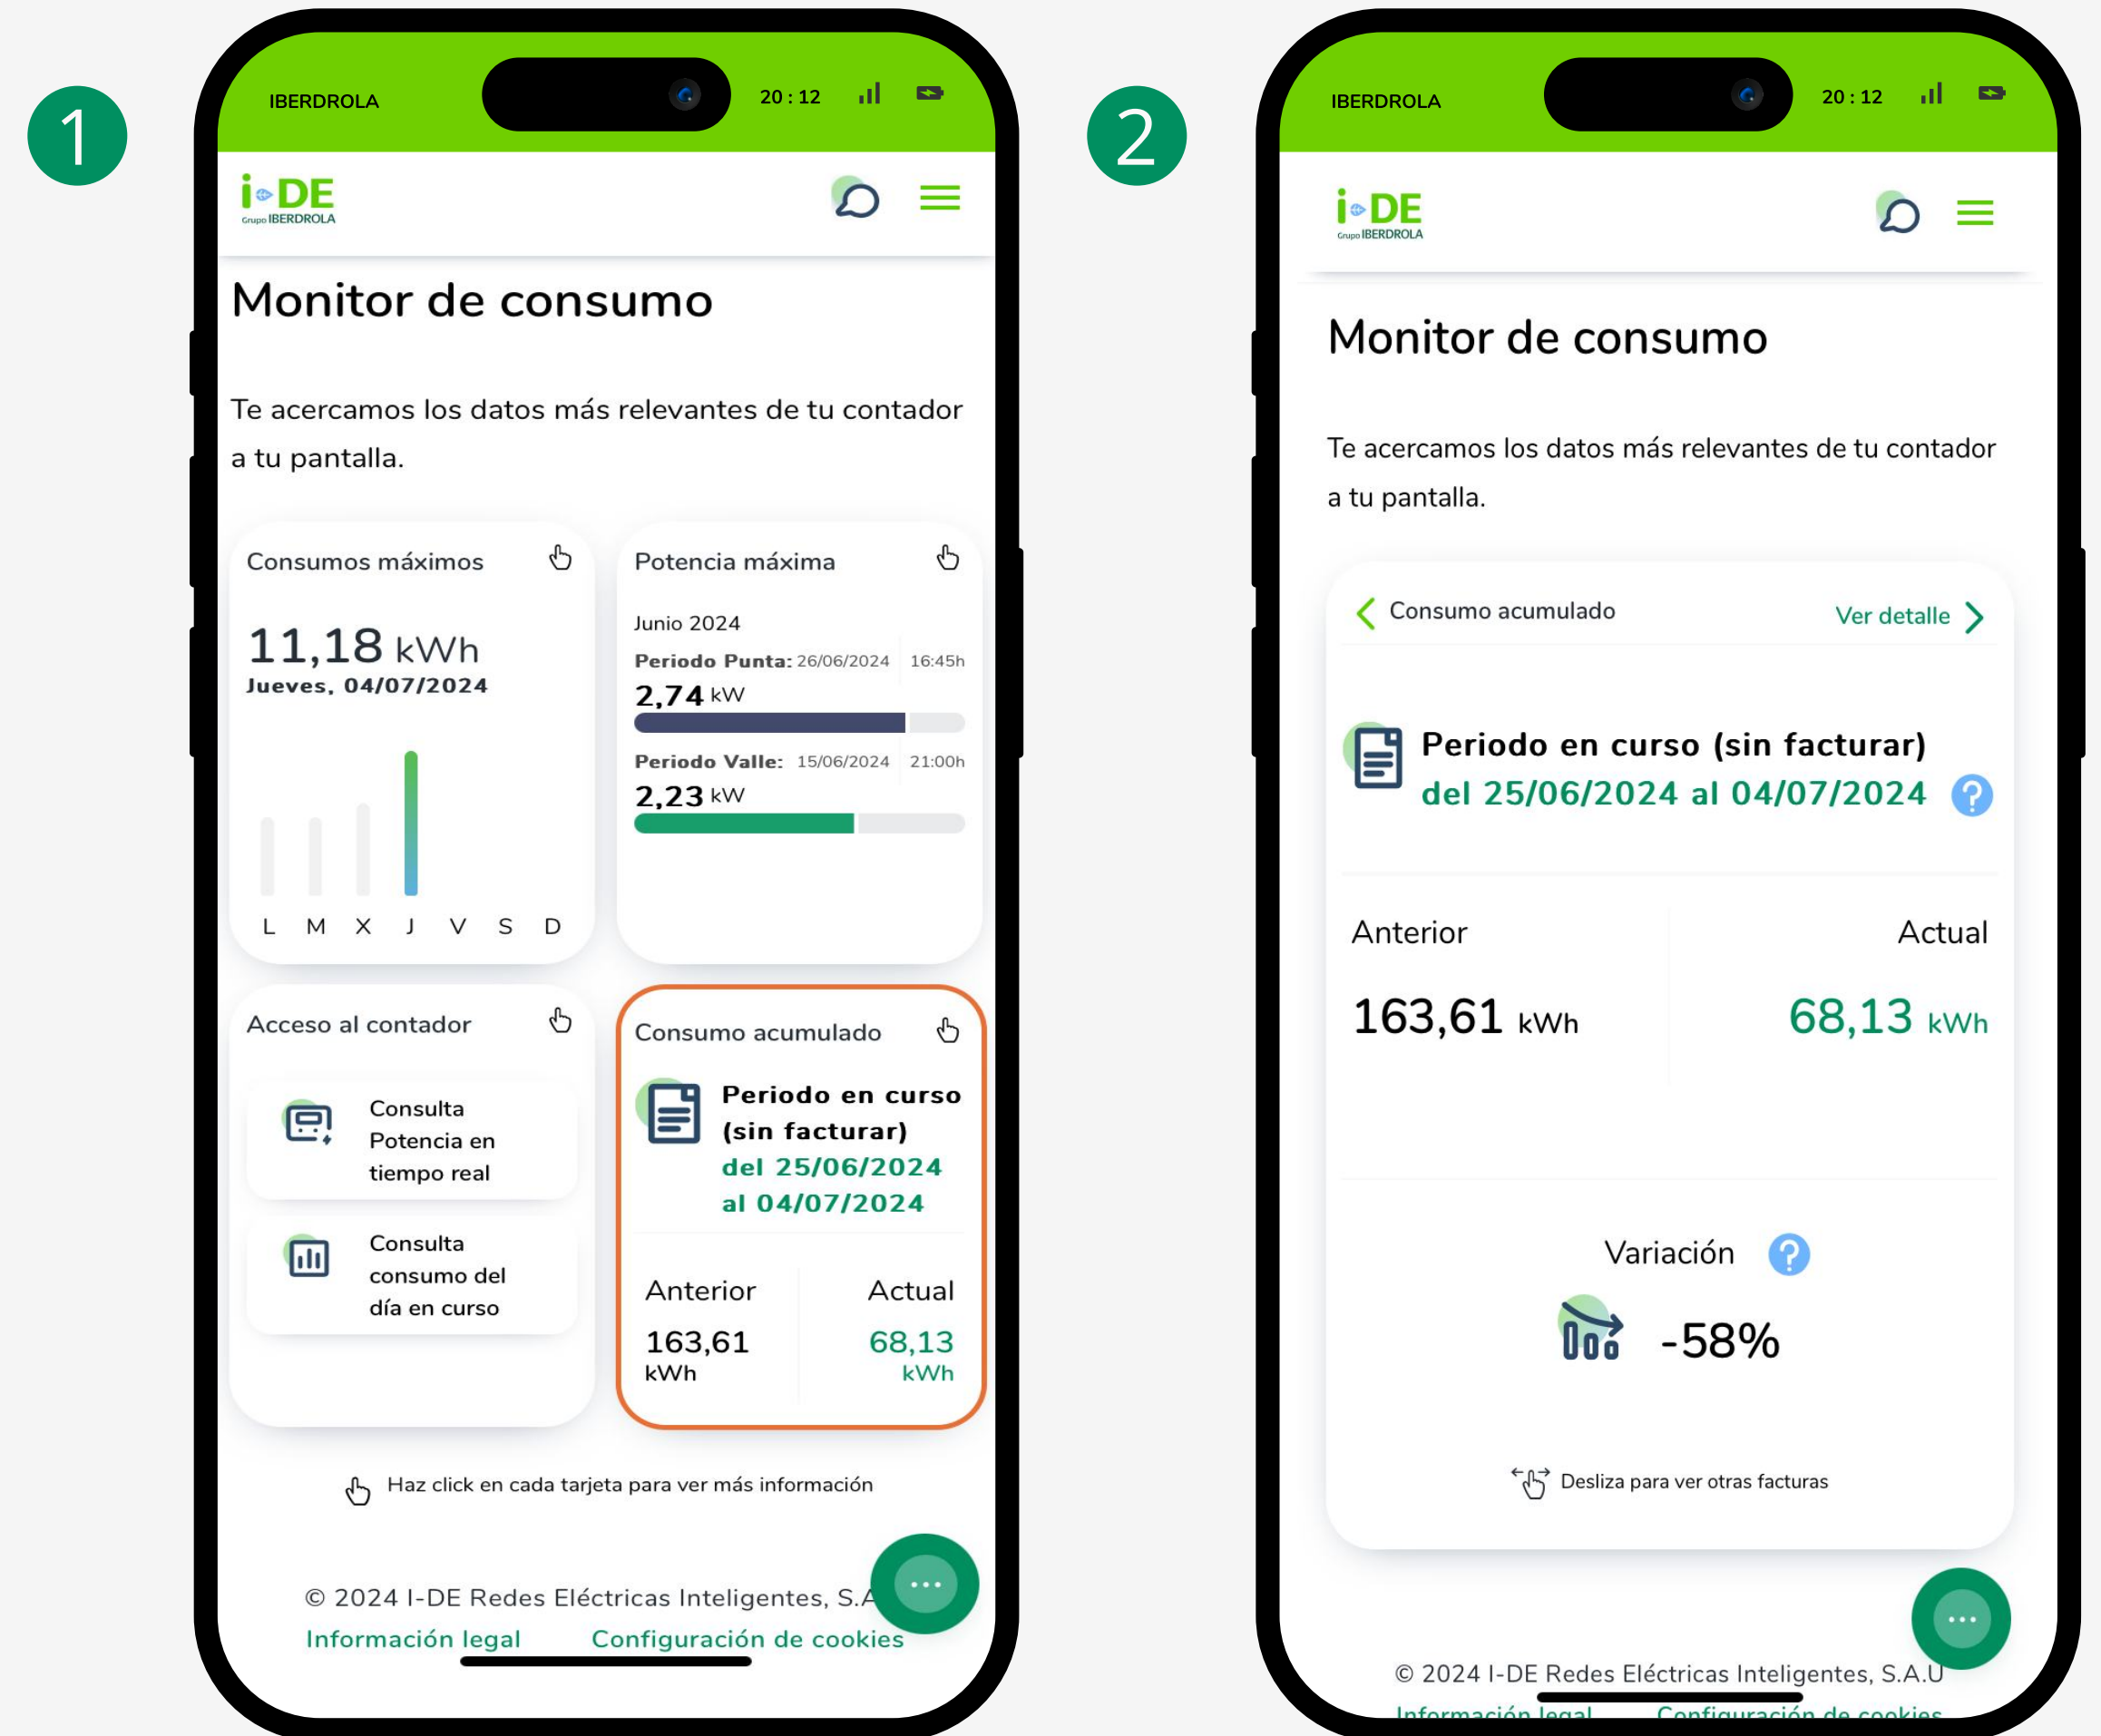 1
IBERDROLA
20 : 12
i-DE
Grupo IBERDROLA
Monitor de consumo
Te acercamos los datos más relevantes de tu contador
a tu pantalla.
Consumos máximos
11,18 kWh
Jueves, 04/07/2024
L M X J V S D
Potencia máxima
Junio 2024
Periodo Punta: 26/06/2024 16:45h
2,74 kW
Periodo Valle: 15/06/2024 21:00h
2,23 kW
Acceso al contador
Consulta
Potencia en
tiempo real
Consulta
consumo del
día en curso
Consumo acumulado
Periodo en curso
(sin facturar)
del 25/06/2024
al 04/07/2024
Anterior Actual
163,61 68,13
kWh kWh
Haz click en cada tarjeta para ver más información
© 2024 I-DE Redes Eléctricas Inteligentes, S.A
Información legal Configuración de cookies
2
IBERDROLA
20 : 12
i-DE
Grupo IBERDROLA
Monitor de consumo
Te acercamos los datos más relevantes de tu contador
a tu pantalla.
Consumo acumulado Ver detalle
Periodo en curso (sin facturar)
del 25/06/2024 al 04/07/2024 ?
Anterior Actual
163,61 kWh 68,13 kWh
Variación ?
-58%
Desliza para ver otras facturas
© 2024 I-DE Redes Eléctricas Inteligentes, S.A.U
Información legal Configuración de cookies